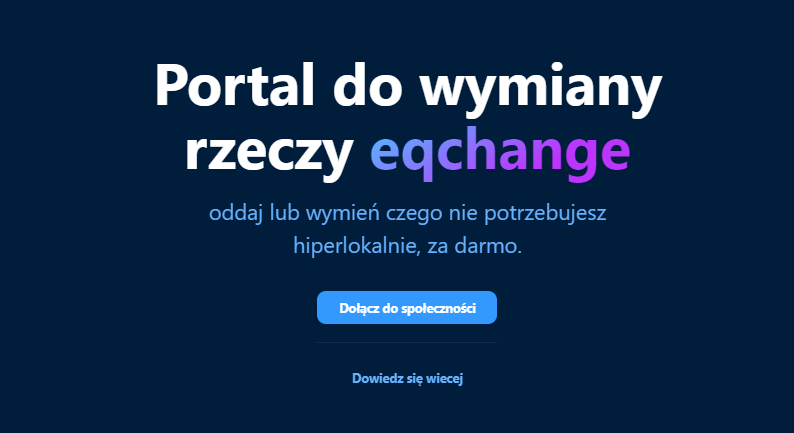 Portal do wymiany
rzeczy eqchange
oddaj lub wymień czego nie potrzebujesz
hiperlokalnie, za darmo.
Dołącz do społeczności
Dowiedz się wiecej